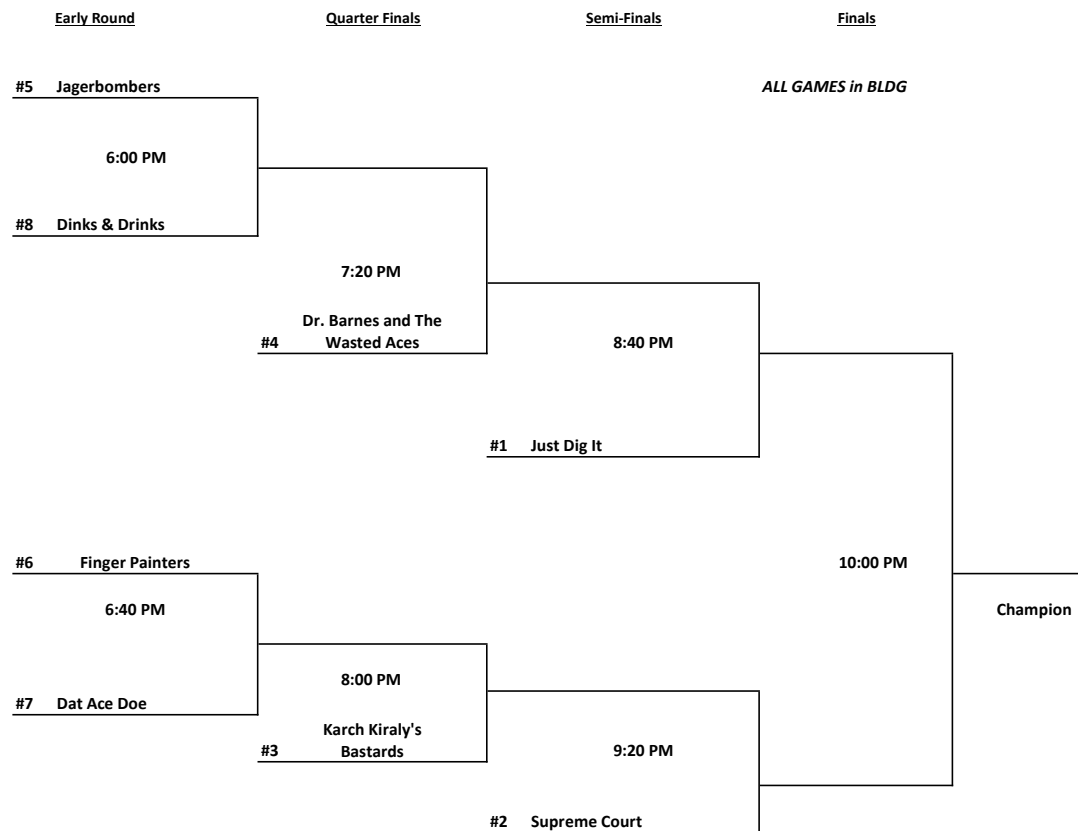 Early Round Quarter Finals Semi-Finals Finals
#5 Jagerbombers
ALL GAMES in BLDG
6:00 PM
#8 Dinks & Drinks
7:20 PM
Dr. Barnes and The
#4 Wasted Aces
8:40 PM
#1 Just Dig It
#6 Finger Painters
10:00 PM
6:40 PM
Champion
8:00 PM
#7 Dat Ace Doe
Karch Kiraly's
#3 Bastards
9:20 PM
#2 Supreme Court